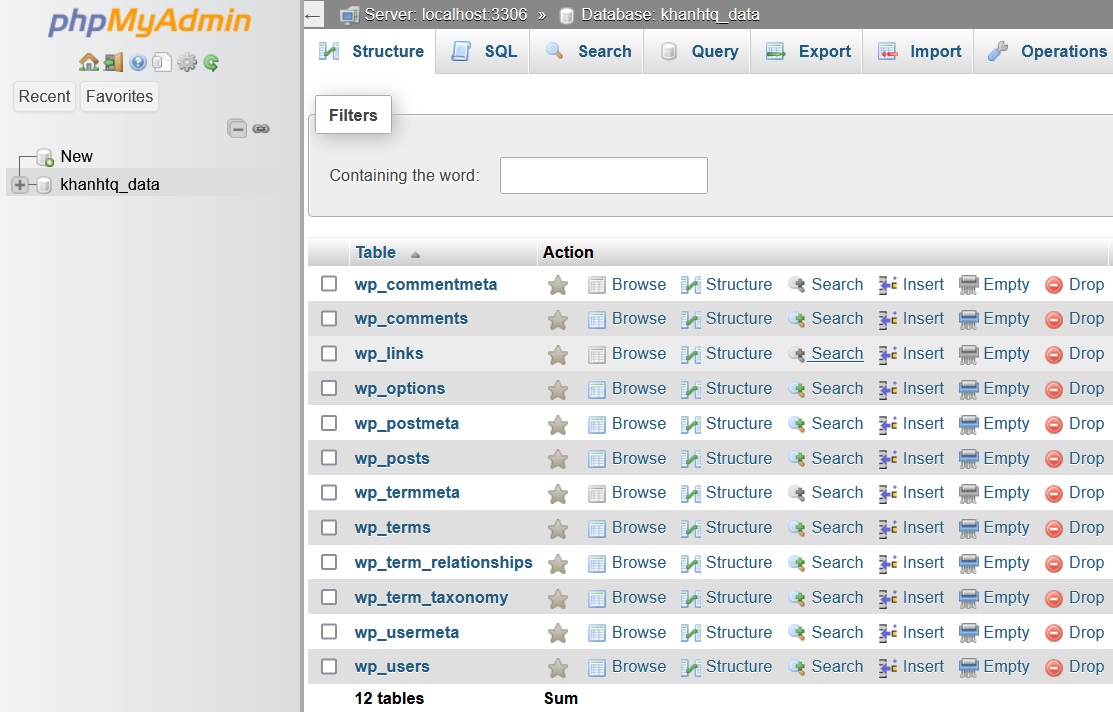 phpMyAdmin
Recent Favorites
New
khanhtq_data
Server: localhost:3306 » Database: khanhtq_data
Structure SQL Search Query Export Import Operations
Filters
Containing the word:
Table Action
wp_commentmeta Browse Structure Search Insert Empty Drop
wp_comments Browse Structure Search Insert Empty Drop
wp_links Browse Structure Search Insert Empty Drop
wp_options Browse Structure Search Insert Empty Drop
wp_postmeta Browse Structure Search Insert Empty Drop
wp_posts Browse Structure Search Insert Empty Drop
wp_termmeta Browse Structure Search Insert Empty Drop
wp_terms Browse Structure Search Insert Empty Drop
wp_term_relationships Browse Structure Search Insert Empty Drop
wp_term_taxonomy Browse Structure Search Insert Empty Drop
wp_usermeta Browse Structure Search Insert Empty Drop
wp_users Browse Structure Search Insert Empty Drop
12 tables Sum